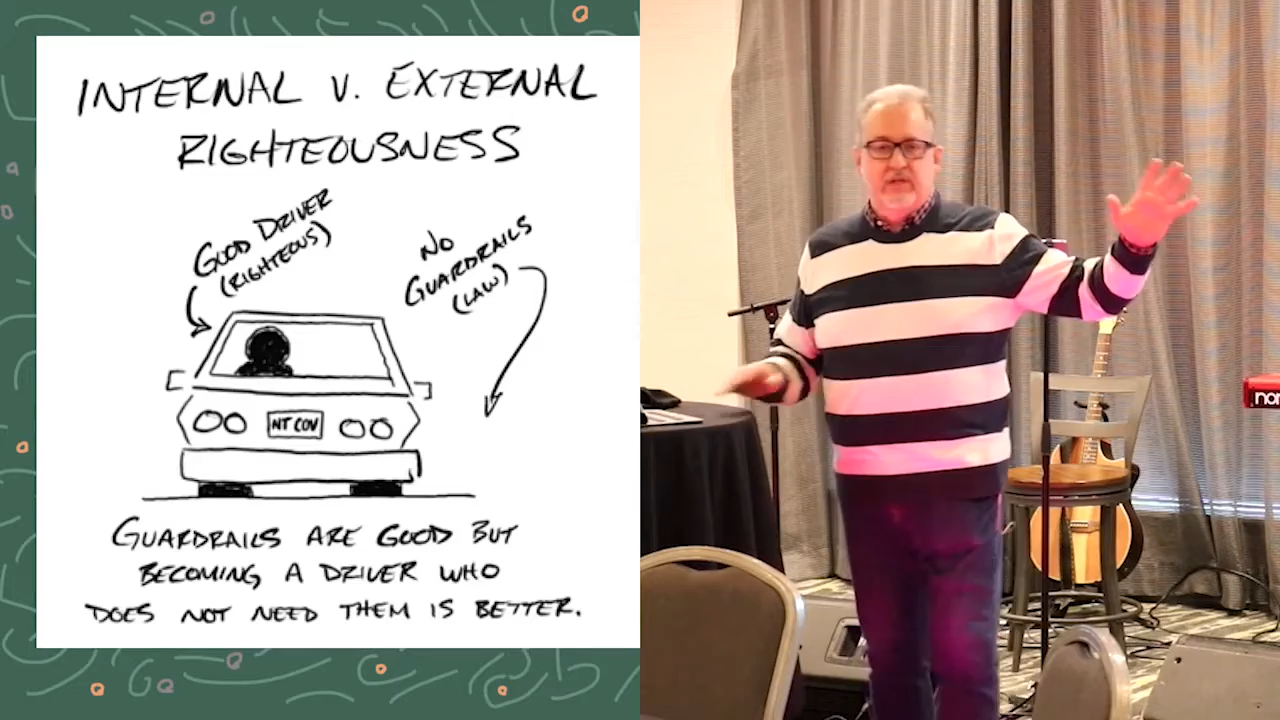 INTERNAL V. EXTERNAL
RIGHTEOUSNESS
GOOD DRIVER
(RIGHTEOUS)
NO
GUARDRAILS
(LAW)
NT COV
GUARDRAILS ARE GOOD BUT
BECOMING A DRIVER WHO
DOES NOT NEED THEM IS BETTER.
nor